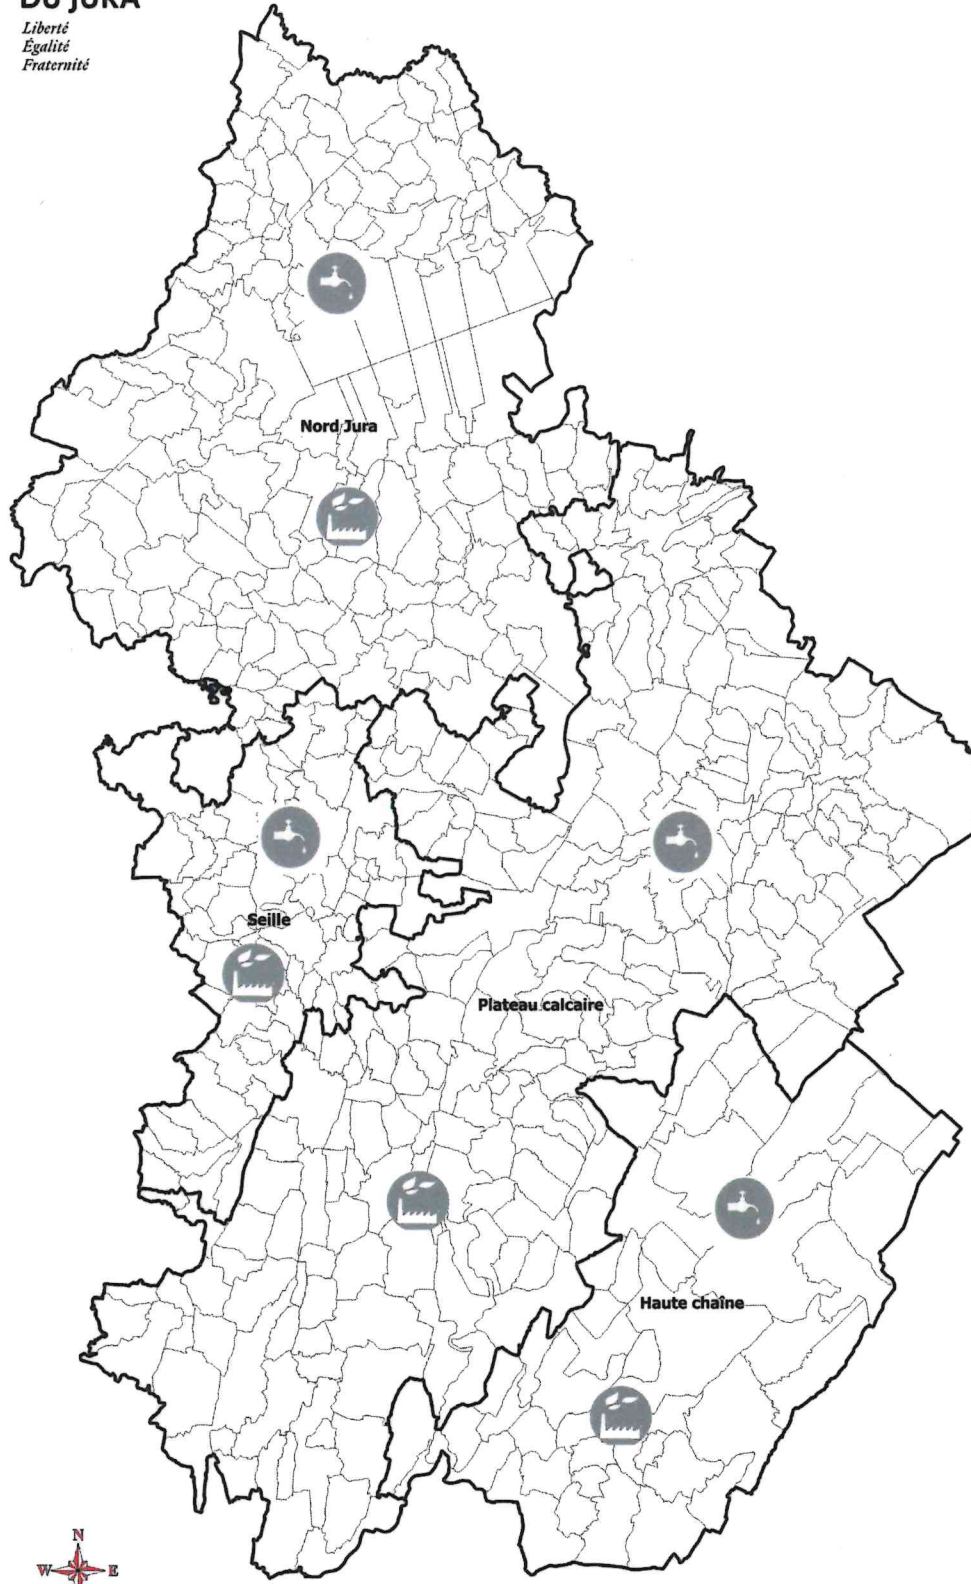 DU JURA
Liberté
Égalité
Fraternité
Nord Jura
Seille
Plateau calcaire
Haute chaîne
N
W E